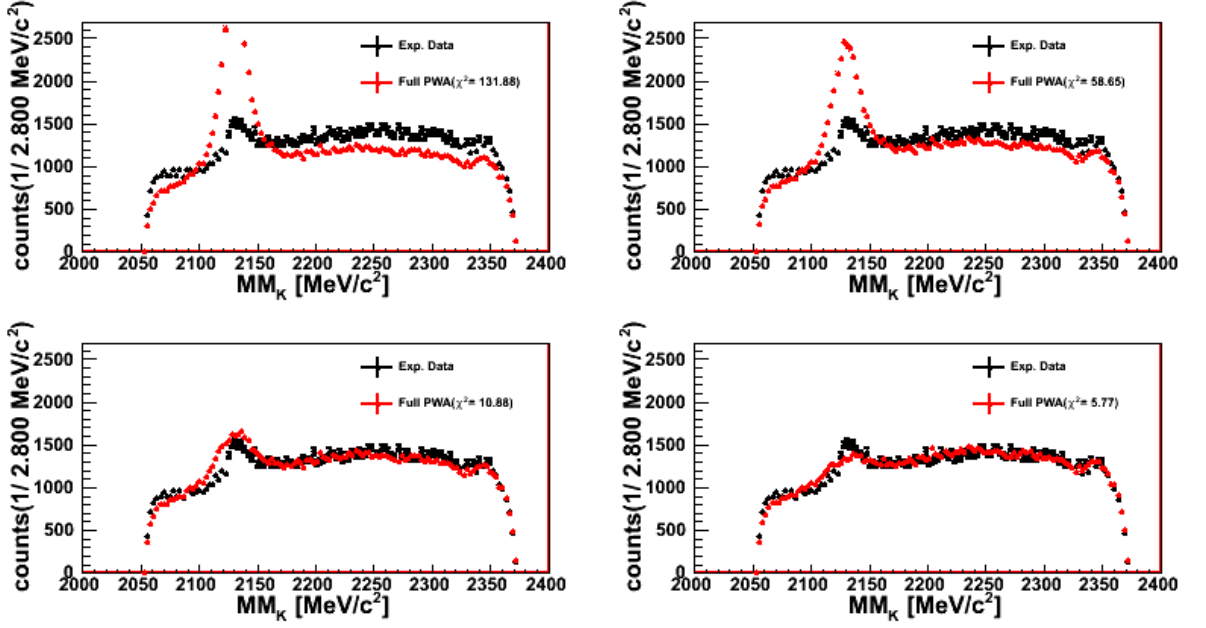 counts(1/ 2.800 MeV/c²)
2500
2000
1500
1000
500
0
Exp. Data
Full PWA(χ²= 131.88)
2000 2050 2100 2150 2200 2250 2300 2350 2400
MM_K [MeV/c²]
counts(1/ 2.800 MeV/c²)
2500
2000
1500
1000
500
0
Exp. Data
Full PWA(χ²= 58.65)
2000 2050 2100 2150 2200 2250 2300 2350 2400
MM_K [MeV/c²]
counts(1/ 2.800 MeV/c²)
2500
2000
1500
1000
500
0
Exp. Data
Full PWA(χ²= 10.88)
2000 2050 2100 2150 2200 2250 2300 2350 2400
MM_K [MeV/c²]
counts(1/ 2.800 MeV/c²)
2500
2000
1500
1000
500
0
Exp. Data
Full PWA(χ²= 5.77)
2000 2050 2100 2150 2200 2250 2300 2350 2400
MM_K [MeV/c²]